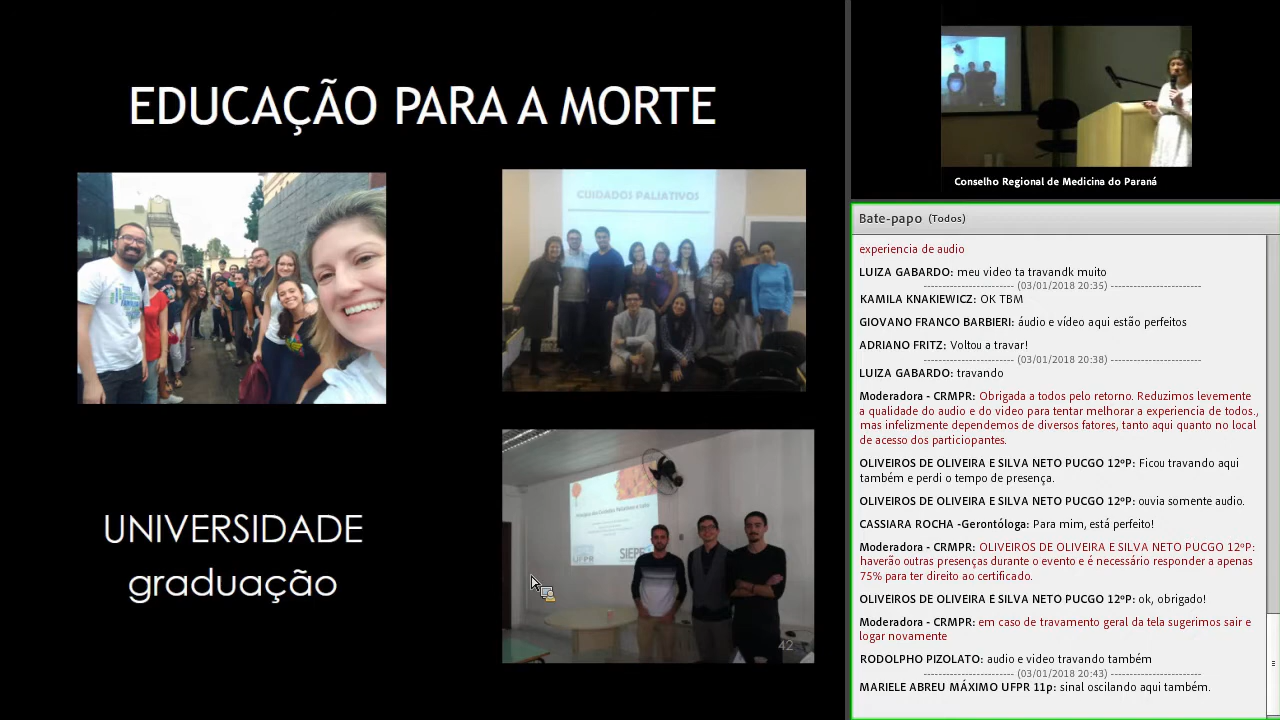 EDUCAÇÃO PARA A MORTE
CUIDADOS PALIATIVOS
UNIVERSIDADE
graduação
UFPR
42
Conselho Regional de Medicina do Paraná
Bate-papo (Todos)
experiencia de audio
LUIZA GABARDO: meu video ta travandk muito
---------------------- (03/01/2018 20:35) ----------------------
KAMILA KNAKIEWICZ: OK TBM
GIOVANO FRANCO BARBIERI: áudio e vídeo aqui estão perfeitos
ADRIANO FRITZ: Voltou a travar!
---------------------- (03/01/2018 20:38) ----------------------
LUIZA GABARDO: travando
Moderadora - CRMPR: Obrigada a todos pelo retorno. Reduzimos levemente
a qualidade do audio e do video para tentar melhorar a experiencia de todos.,
mas infelizmente dependemos de diversos fatores, tanto aqui quanto no local
de acesso dos particiopantes.
OLIVEIROS DE OLIVEIRA E SILVA NETO PUCGO 12ºP: Ficou travando aqui
também e perdi o tempo de presença.
OLIVEIROS DE OLIVEIRA E SILVA NETO PUCGO 12ºP: ouvia somente audio.
CASSIANA ROCHA -Gerontóloga: Para mim, está perfeito!
Moderadora - CRMPR: OLIVEIROS DE OLIVEIRA E SILVA NETO PUCGO 12ºP:
haverão outras presenças durante o evento e é necessário responder a apenas
75% para ter direito ao certificado.
OLIVEIROS DE OLIVEIRA E SILVA NETO PUCGO 12ºP: ok, obrigado!
Moderadora - CRMPR: em caso de travamento geral da tela sugerimos sair e
logar novamente
RODOLPHO PIZOLATO: audio e video travando também
---------------------- (03/01/2018 20:43) ----------------------
MARIELE ABREU MÁXIMO UFPR 11p: sinal oscilando aqui também.